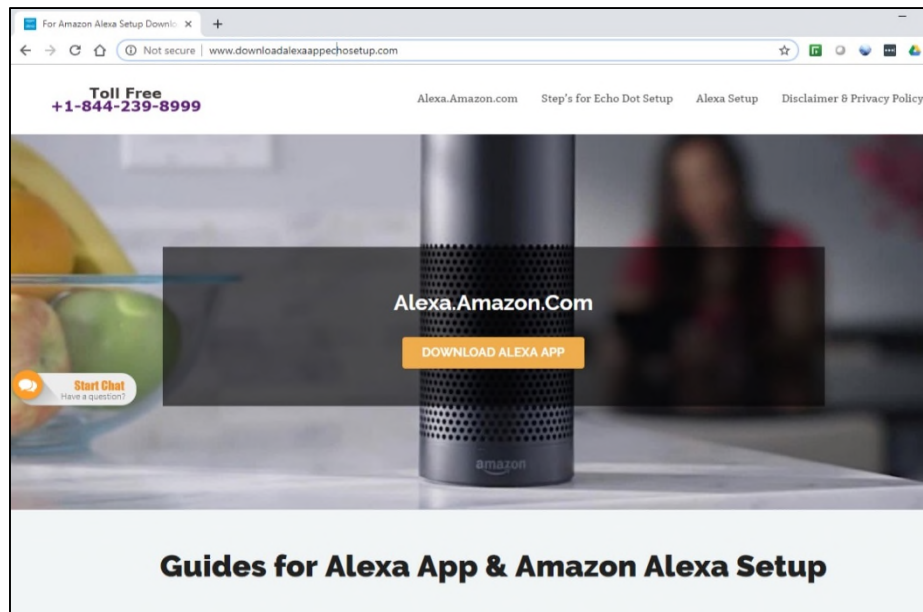 For Amazon Alexa Setup Downlo
Not secure | www.downloadalexaappechosetup.com
Toll Free
+1-844-239-8999
Alexa.Amazon.com Step's for Echo Dot Setup Alexa Setup Disclaimer & Privacy Policy
Alexa.Amazon.Com
DOWNLOAD ALEXA APP
Start Chat
Have a question?
amazon
Guides for Alexa App & Amazon Alexa Setup